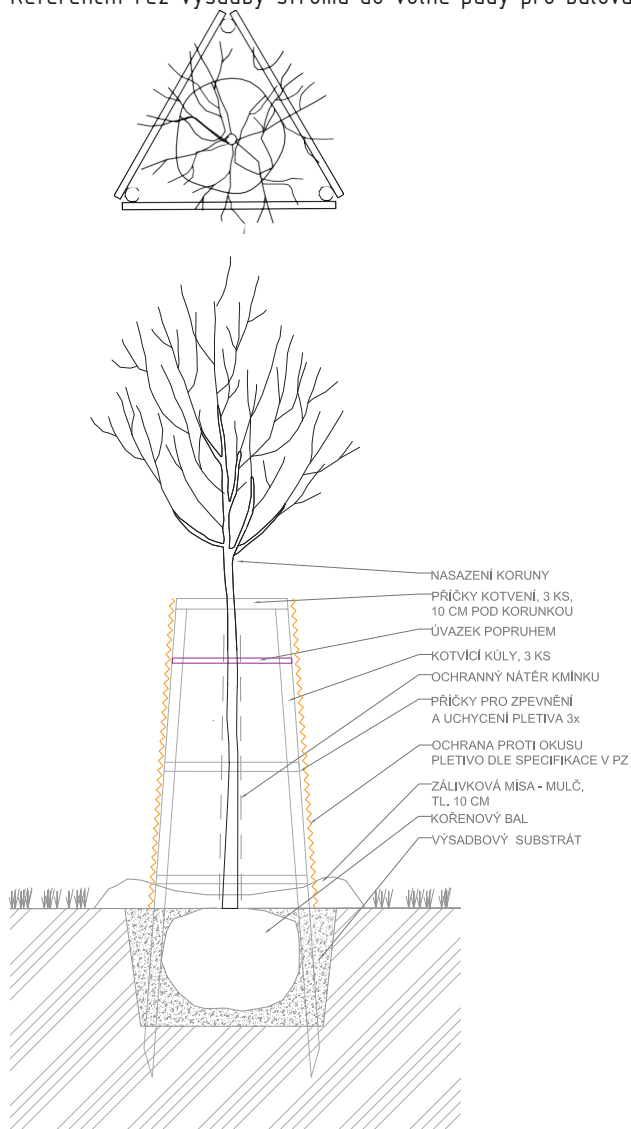 Referenční řez výsadby stromu do volné půdy pro balova
NASAZENÍ KORUNY
PŘÍČKY KOTVENÍ, 3 KS,
10 CM POD KORUNKOU
ÚVAZEK POPRUHEM
KOTVÍCÍ KŮLY, 3 KS
OCHRANNÝ NÁTĚR KMÍNKU
PŘÍČKY PRO ZPEVNĚNÍ
A UCHYCENÍ PLETIVA 3x
OCHRANA PROTI OKUSU
PLETIVO DLE SPECIFIKACE V PZ
ZÁLIVKOVÁ MÍSA - MULČ,
TL. 10 CM
KOŘENOVÝ BAL
VÝSADBOVÝ SUBSTRÁT